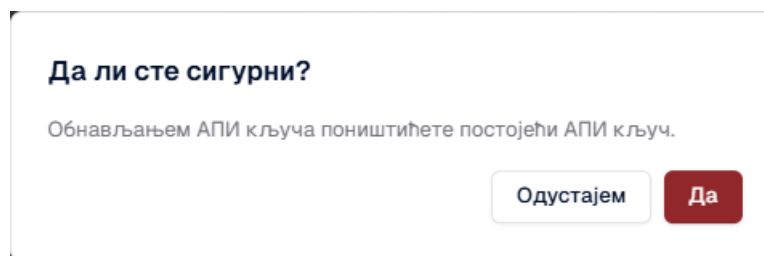 Да ли сте сигурни?
Обнављањем АПИ кључа поништићете постојећи АПИ кључ.
Одустајем
Да